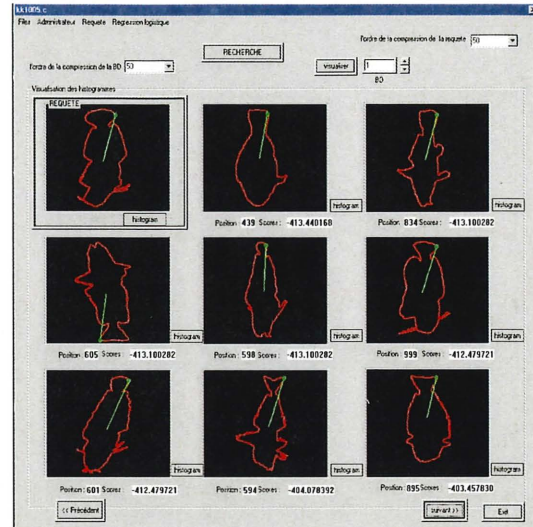 kk1005.c
Files Administrateur Requete Regression logistique
l'ordre de la compression de la requete 50
RECHERCHE
l'ordre de la compression de la BD 50
visualiser 1
BD
Visualisation des histogrammes
REQUETE
histogram
histogram
histogram
Position 439 Scores : -413.440168
Position 834 Scores : -413.100282
histogram
histogram
histogram
Position : 605 Scores : -413.100282
Position : 598 Scores : -413.100282
Position : 999 Scores : -412.479721
histogram
histogram
histogram
Position : 601 Scores : -412.479721
Position : 594 Scores : -404.078392
Position : 895 Scores : -403.457830
<< Précédent
suivant >>
Exit